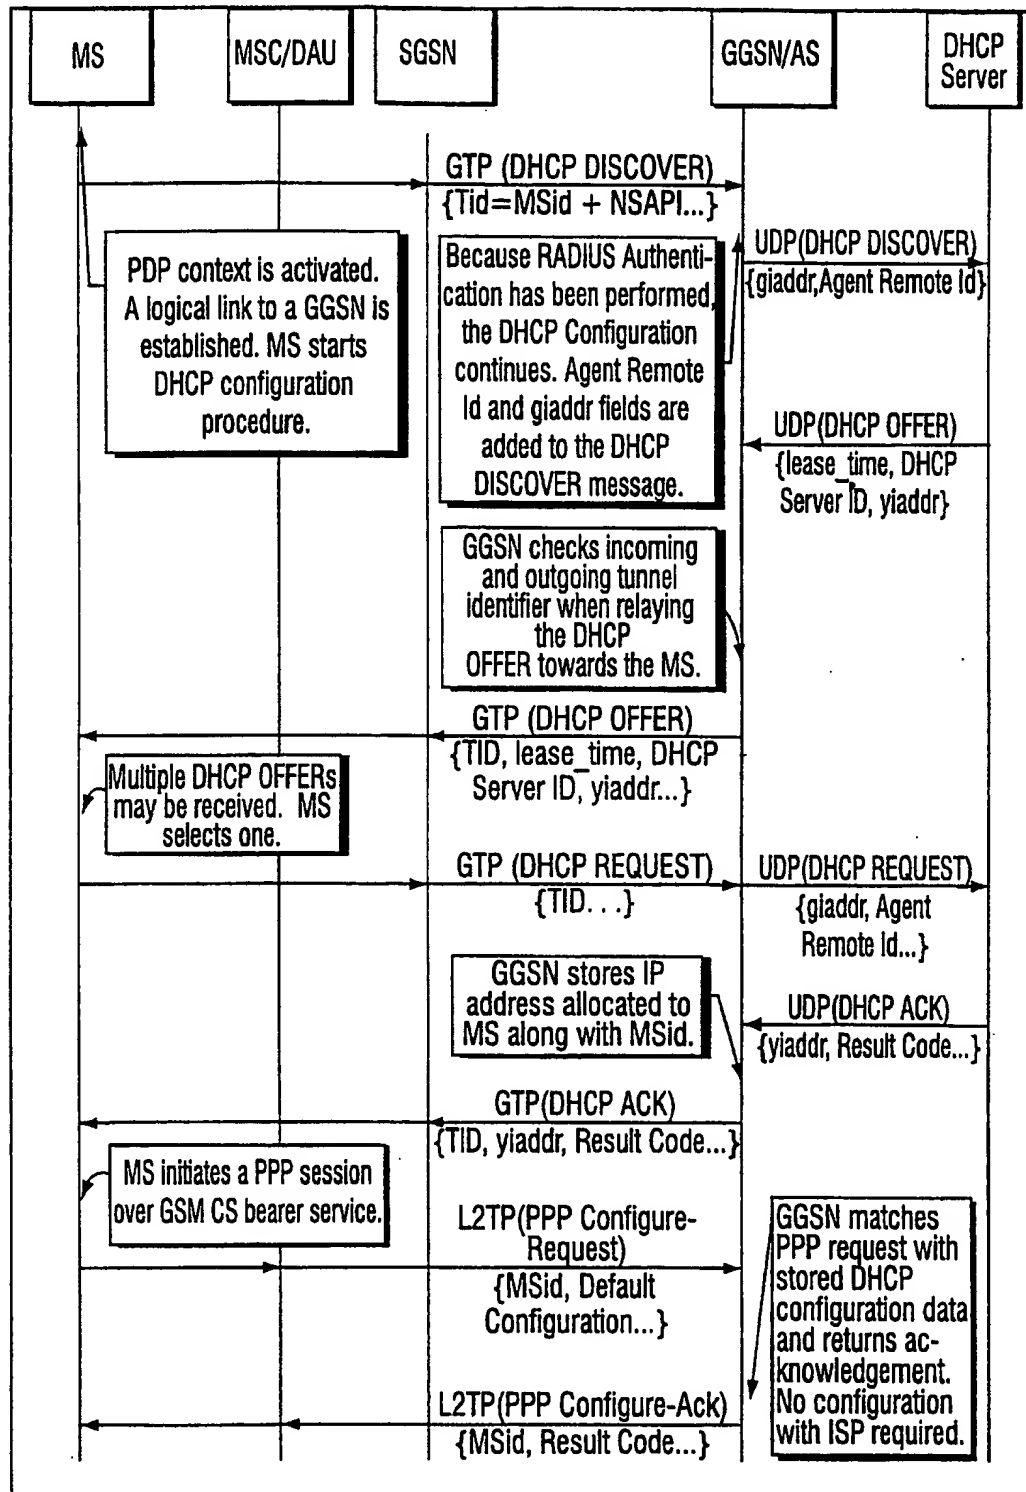 MS
MSC/DAU
SGSN
GGSN/AS
DHCP
Server
GTP (DHCP DISCOVER)
{Tid=MSid + NSAPI...}
PDP context is activated.
A logical link to a GGSN is
established. MS starts
DHCP configuration
procedure.
Because RADIUS Authenti-
cation has been performed,
the DHCP Configuration
continues. Agent Remote
Id and giaddr fields are
added to the DHCP
DISCOVER message.
UDP(DHCP DISCOVER)
{giaddr,Agent Remote Id}
UDP(DHCP OFFER)
{lease_time, DHCP
Server ID, yiaddr}
GGSN checks incoming
and outgoing tunnel
identifier when relaying
the DHCP
OFFER towards the MS.
GTP (DHCP OFFER)
{TID, lease_time, DHCP
Server ID, yiaddr...}
Multiple DHCP OFFERs
may be received. MS
selects one.
GTP (DHCP REQUEST)
{TID. . .}
UDP(DHCP REQUEST)
{giaddr, Agent
Remote Id...}
GGSN stores IP
address allocated to
MS along with MSid.
UDP(DHCP ACK)
{yiaddr, Result Code...}
GTP(DHCP ACK)
{TID, yiaddr, Result Code...}
MS initiates a PPP session
over GSM CS bearer service.
L2TP(PPP Configure-
Request)
{MSid, Default
Configuration...}
GGSN matches
PPP request with
stored DHCP
configuration data
and returns ac-
knowledgement.
No configuration
with ISP required.
L2TP(PPP Configure-Ack)
{MSid, Result Code...}